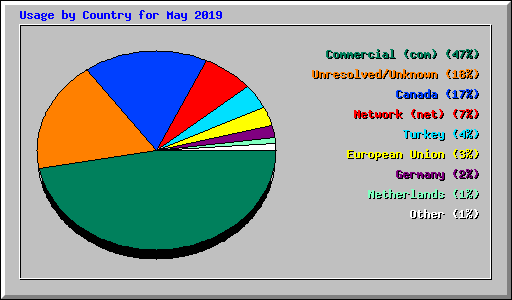 Usage by Country for May 2019
Commercial (com) (47%)
Unresolved/Unknown (18%)
Canada (17%)
Network (net) (7%)
Turkey (4%)
European Union (3%)
Germany (2%)
Netherlands (1%)
Other (1%)